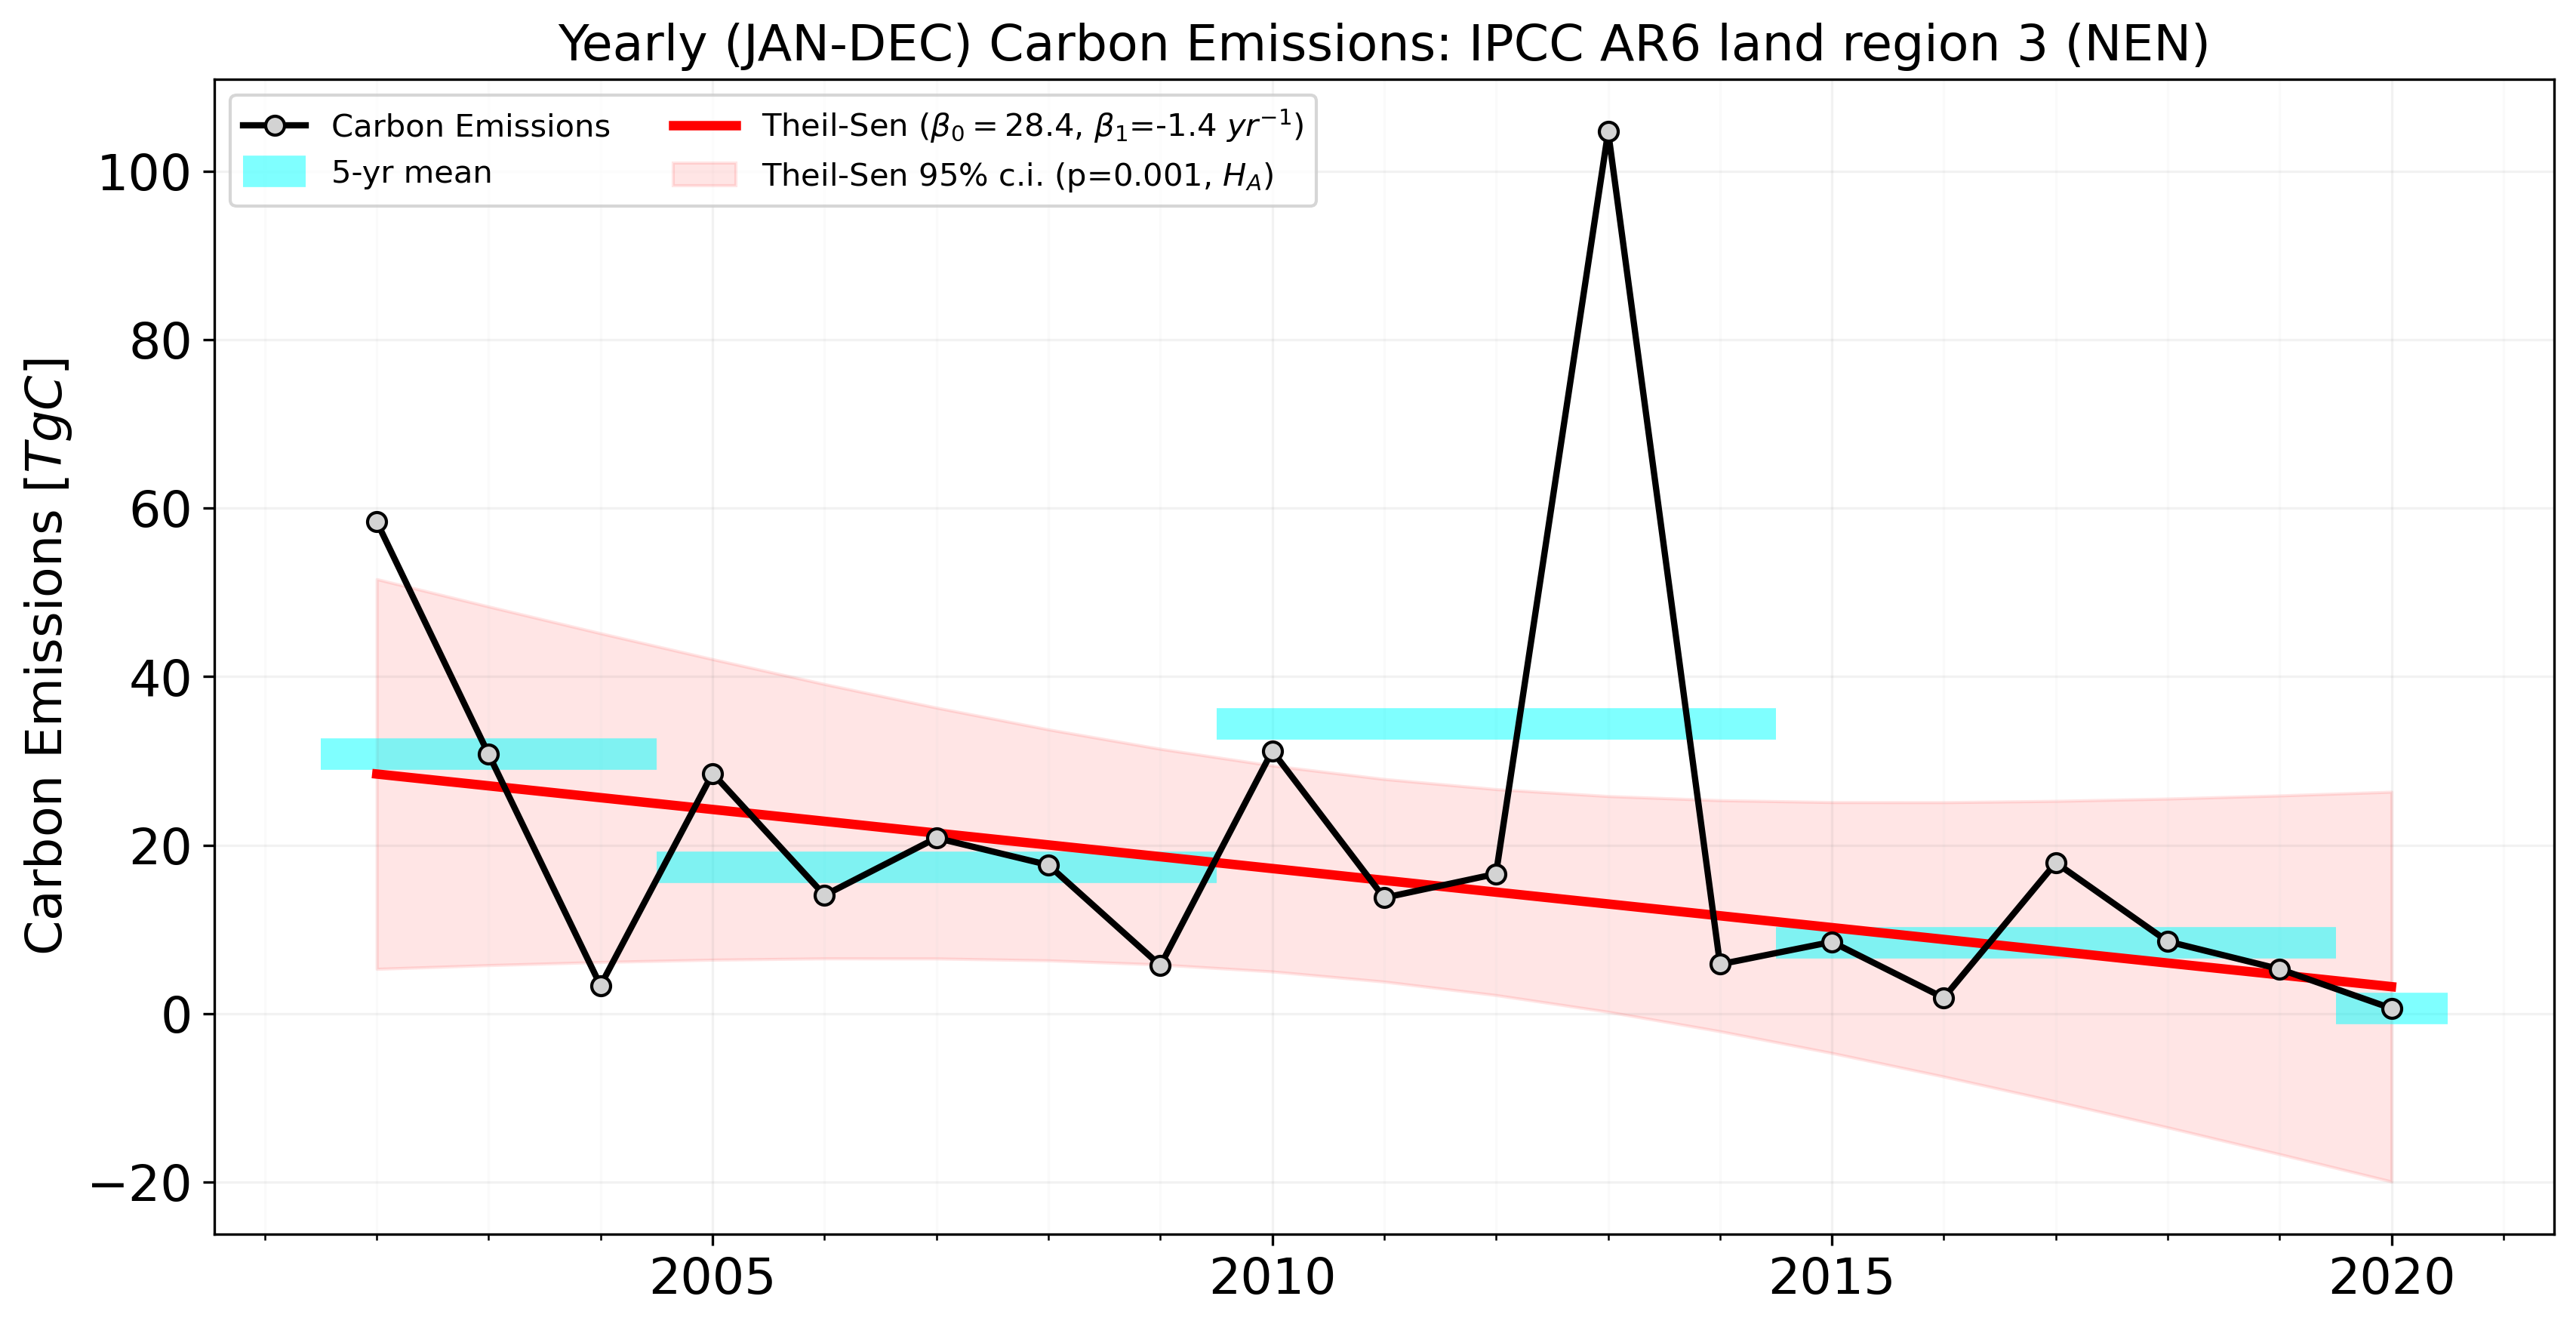 Yearly (JAN-DEC) Carbon Emissions: IPCC AR6 land region 3 (NEN)
Carbon Emissions
5-yr mean
Theil-Sen (β₀ = 28.4, β₁=-1.4 yr⁻¹)
Theil-Sen 95% c.i. (p=0.001, H_A)
Carbon Emissions [TgC]
100
80
60
40
20
0
−20
2005
2010
2015
2020